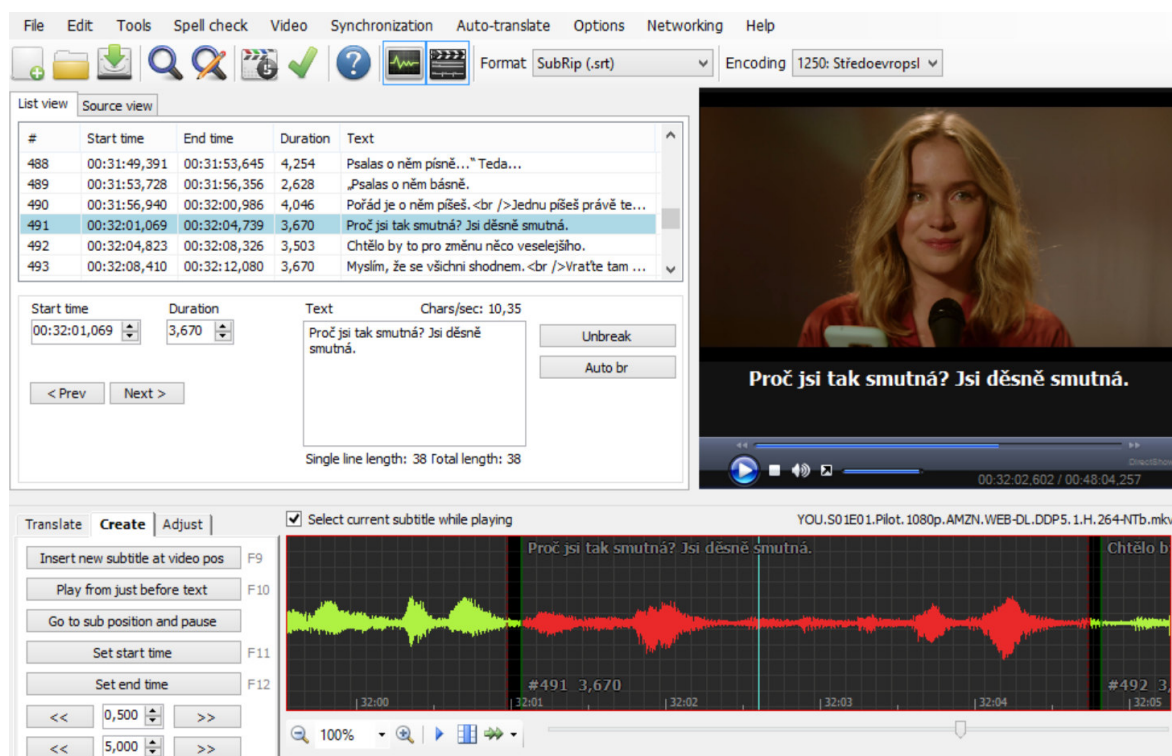 File Edit Tools Spell check Video Synchronization Auto-translate Options Networking Help
Format SubRip (.srt) Encoding 1250: Středoevropsl
List view Source view
# Start time End time Duration Text
488 00:31:49,391 00:31:53,645 4,254 Psalas o něm písně...“ Teda...
489 00:31:53,728 00:31:56,356 2,628 „Psalas o něm básně.
490 00:31:56,940 00:32:00,986 4,046 Pořád je o něm píšeš.<br />Jednu píšeš právě te...
491 00:32:01,069 00:32:04,739 3,670 Proč jsi tak smutná? Jsi děsně smutná.
492 00:32:04,823 00:32:08,326 3,503 Chtělo by to pro změnu něco veselejšího.
493 00:32:08,410 00:32:12,080 3,670 Myslím, že se všichni shodnem.<br />Vraťte tam ...
Start time Duration Text Chars/sec: 10,35
00:32:01,069 3,670
Proč jsi tak smutná? Jsi děsně
smutná.
Unbreak
Auto br
< Prev Next >
Single line length: 38 Total length: 38
Proč jsi tak smutná? Jsi děsně smutná.
DirectShow
00:32:02,602 / 00:48:04,257
Translate Create Adjust
Select current subtitle while playing
YOU.S01E01.Pilot.1080p.AMZN.WEB-DL.DDP5.1.H.264-NTb.mkv
Insert new subtitle at video pos F9
Play from just before text F10
Go to sub position and pause
Set start time F11
Set end time F12
<< 0,500 >>
<< 5,000 >>
Proč jsi tak smutná? Jsi děsně smutná. Chtělo b
#491 3,670 #492 3,
32:00 32:01 32:02 32:03 32:04 32:05
100%